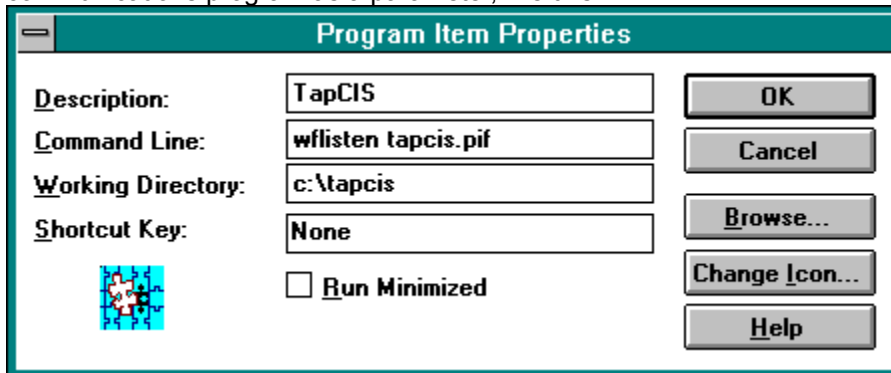 Program Item Properties
Description: TapCIS OK
Command Line: wflisten tapcis.pif Cancel
Working Directory: c:\tapcis
Shortcut Key: None Browse...
Run Minimized Change Icon...
Help